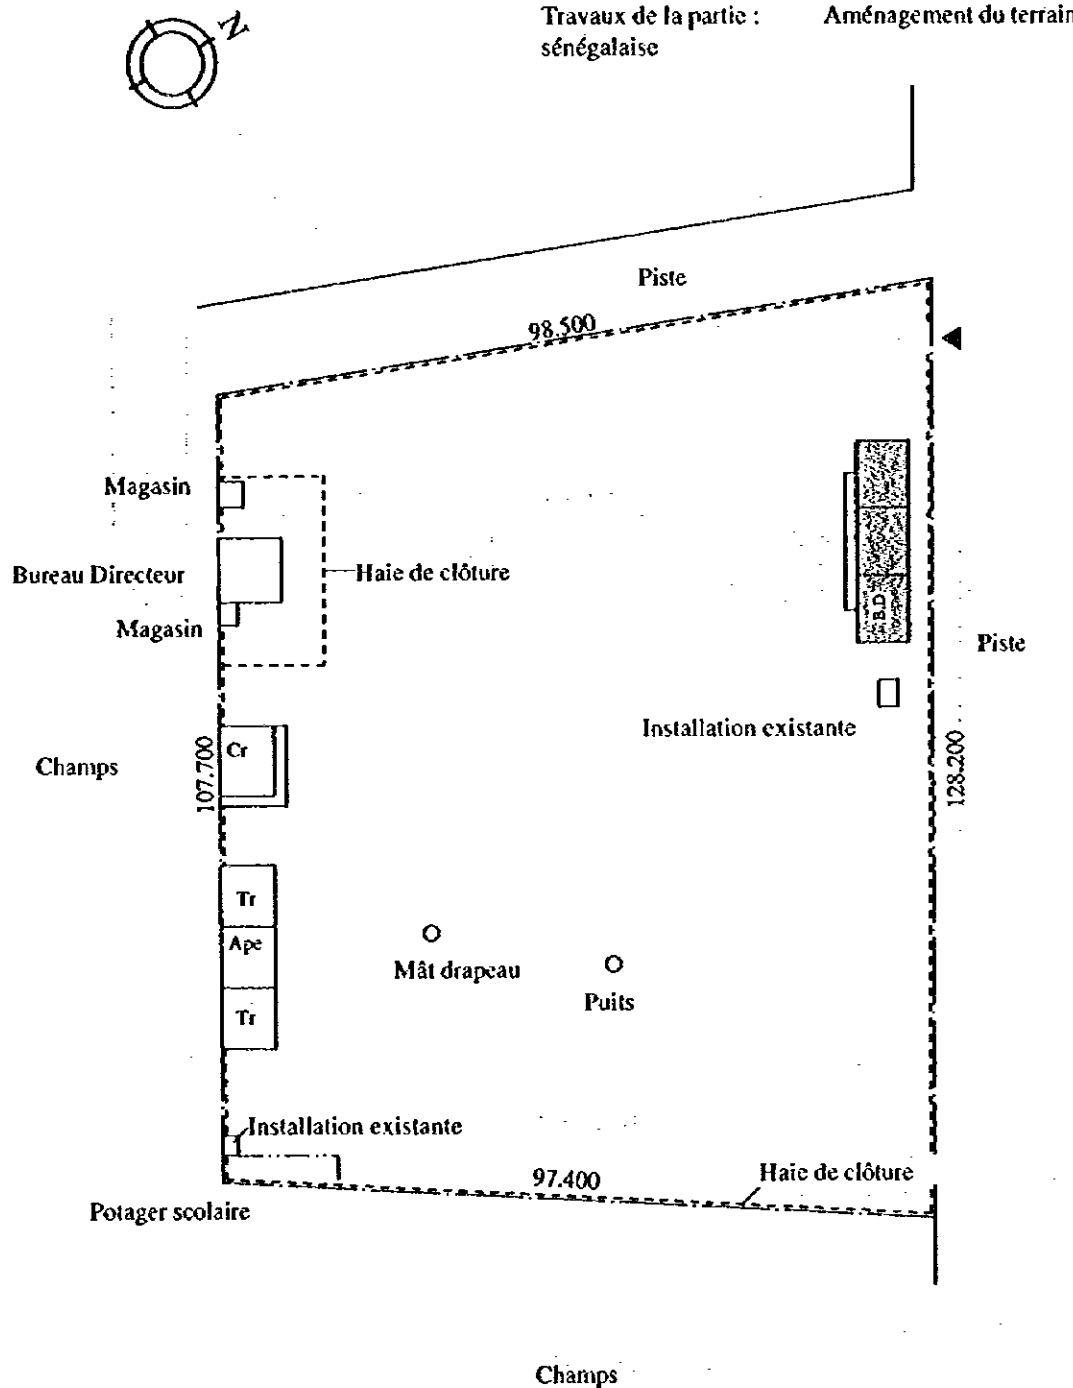 N
Travaux de la partie : Aménagement du terrain
sénégalaise
Piste
98.500
Magasin
Bureau Directeur
Haie de clôture
Magasin
B.D
Piste
Installation existante
Cr
Champs
107.700
128.200
Tr
Ape
Mât drapeau
Puits
Tr
Installation existante
97.400
Haie de clôture
Potager scolaire
Champs